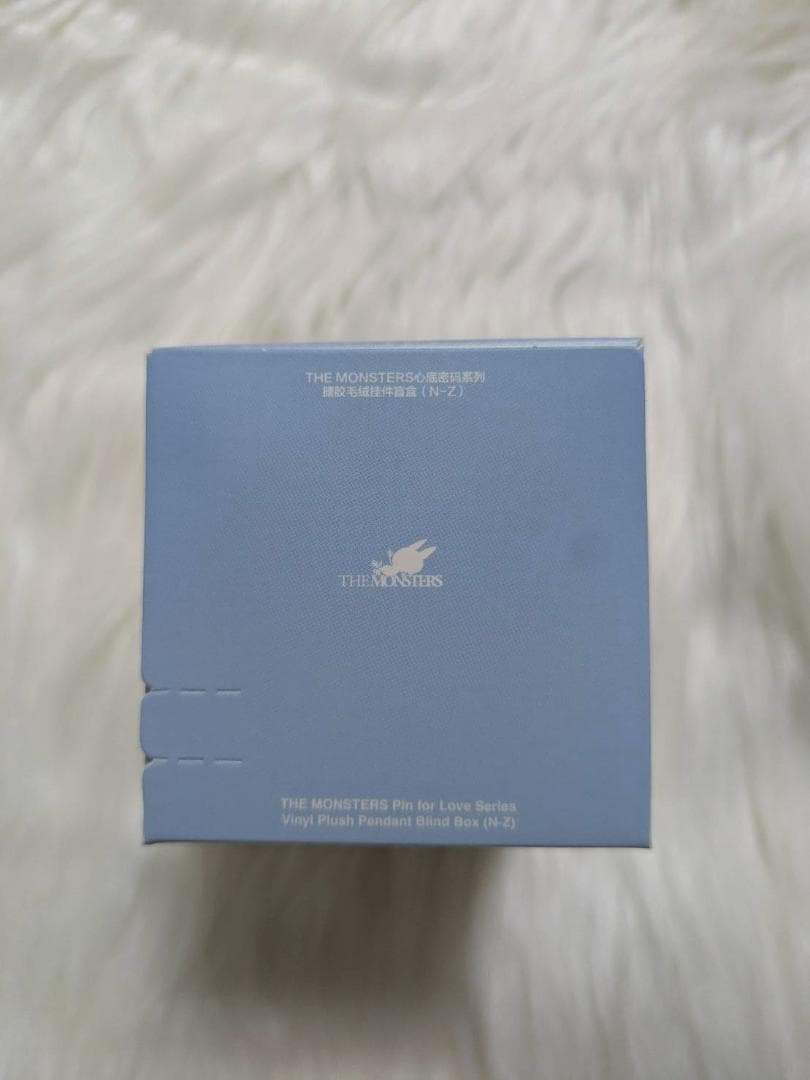 THE MONSTERS心底密码系列
搪胶毛绒挂件盲盒（N-Z）
THE MONSTERS
THE MONSTERS Pin for Love Series
Vinyl Plush Pendant Blind Box (N-Z)